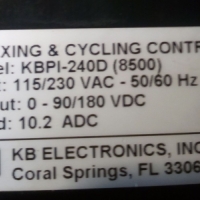 XING & CYCLING CONTR
el: KBPI-240D (8500)
t: 115/230 VAC - 50/60 Hz
out: 0 - 90/180 VDC
d: 10.2 ADC
KB ELECTRONICS, INC
Coral Springs, FL 3306